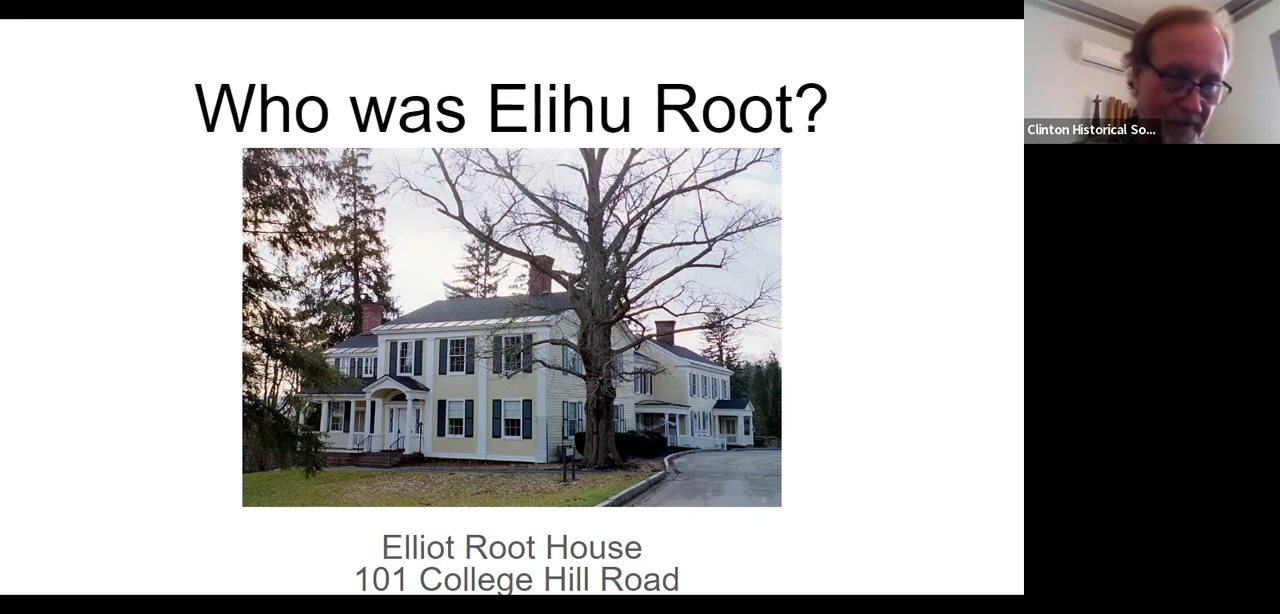 Who was Elihu Root?
Elliot Root House
101 College Hill Road
Clinton Historical So...